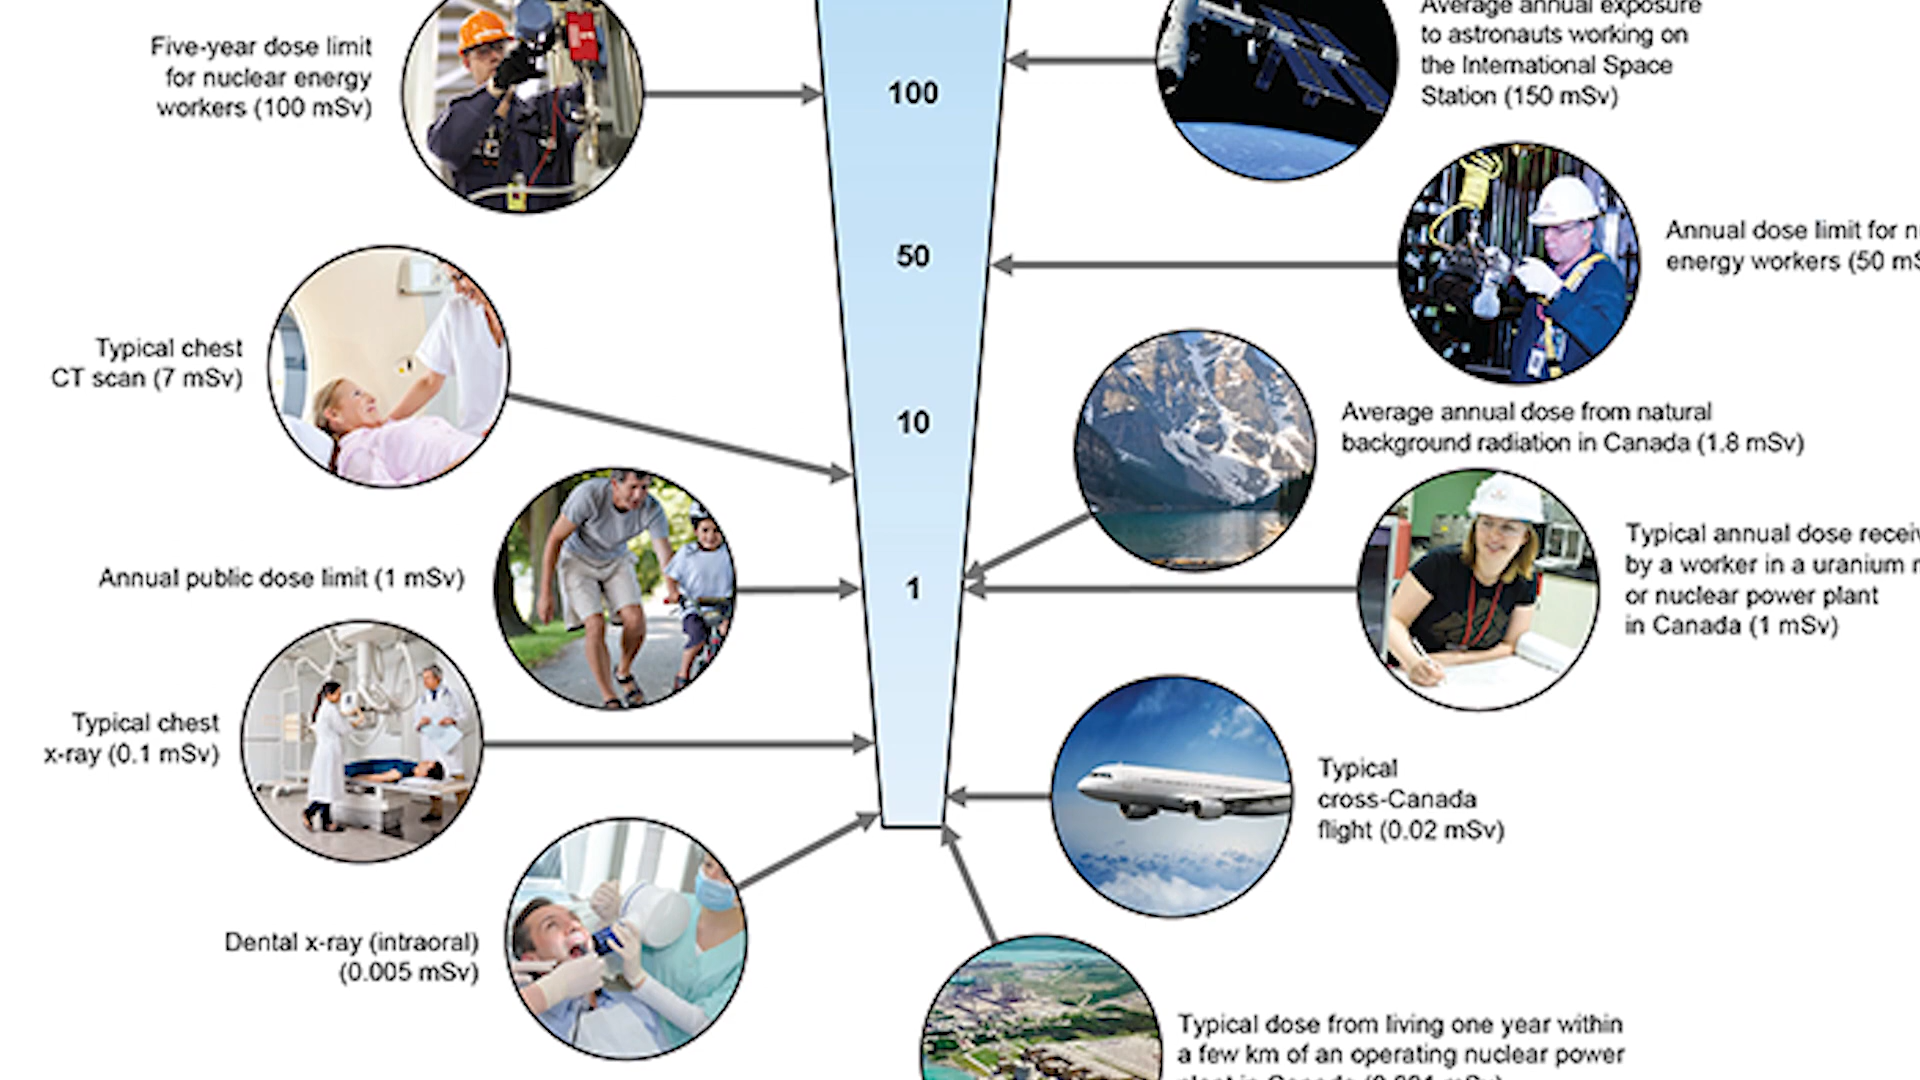 Five-year dose limit
for nuclear energy
workers (100 mSv)
Average annual exposure
to astronauts working on
the International Space
Station (150 mSv)
100
Annual dose limit for
energy workers (50
50
Typical chest
CT scan (7 mSv)
10
Average annual dose from natural
background radiation in Canada (1.8 mSv)
Annual public dose limit (1 mSv)
1
Typical annual dose
by a worker in a uranium
or nuclear power plant
in Canada (1 mSv)
Typical chest
x-ray (0.1 mSv)
Typical
cross-Canada
flight (0.02 mSv)
Dental x-ray (intraoral)
(0.005 mSv)
Typical dose from living one year within
a few km of an operating nuclear power